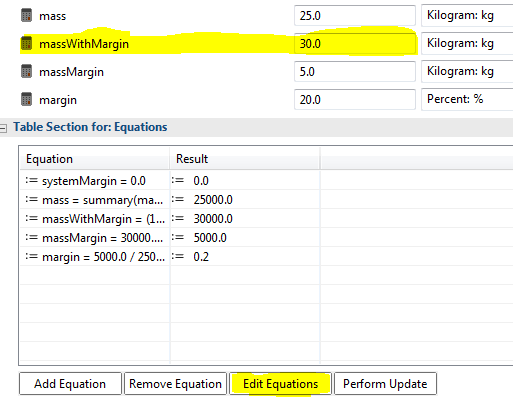 mass 25.0 Kilogram: kg
massWithMargin 30.0 Kilogram: kg
massMargin 5.0 Kilogram: kg
margin 20.0 Percent: %
Table Section for: Equations
Equation Result
:= systemMargin = 0.0 := 0.0
:= mass = summary(ma... := 25000.0
:= massWithMargin = (1... := 30000.0
:= massMargin = 30000.... := 5000.0
:= margin = 5000.0 / 250... := 0.2
Add Equation Remove Equation Edit Equations Perform Update